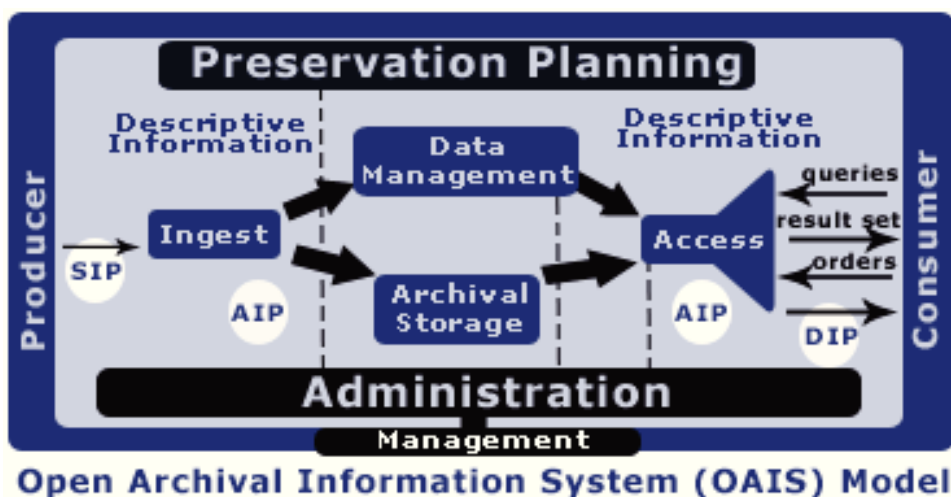 Preservation Planning
Descriptive
Information
Descriptive
Information
Data
Management
queries
Producer
Ingest
Access
result set
Consumer
SIP
orders
AIP
Archival
Storage
AIP
DIP
Administration
Management
Open Archival Information System (OAIS) Model